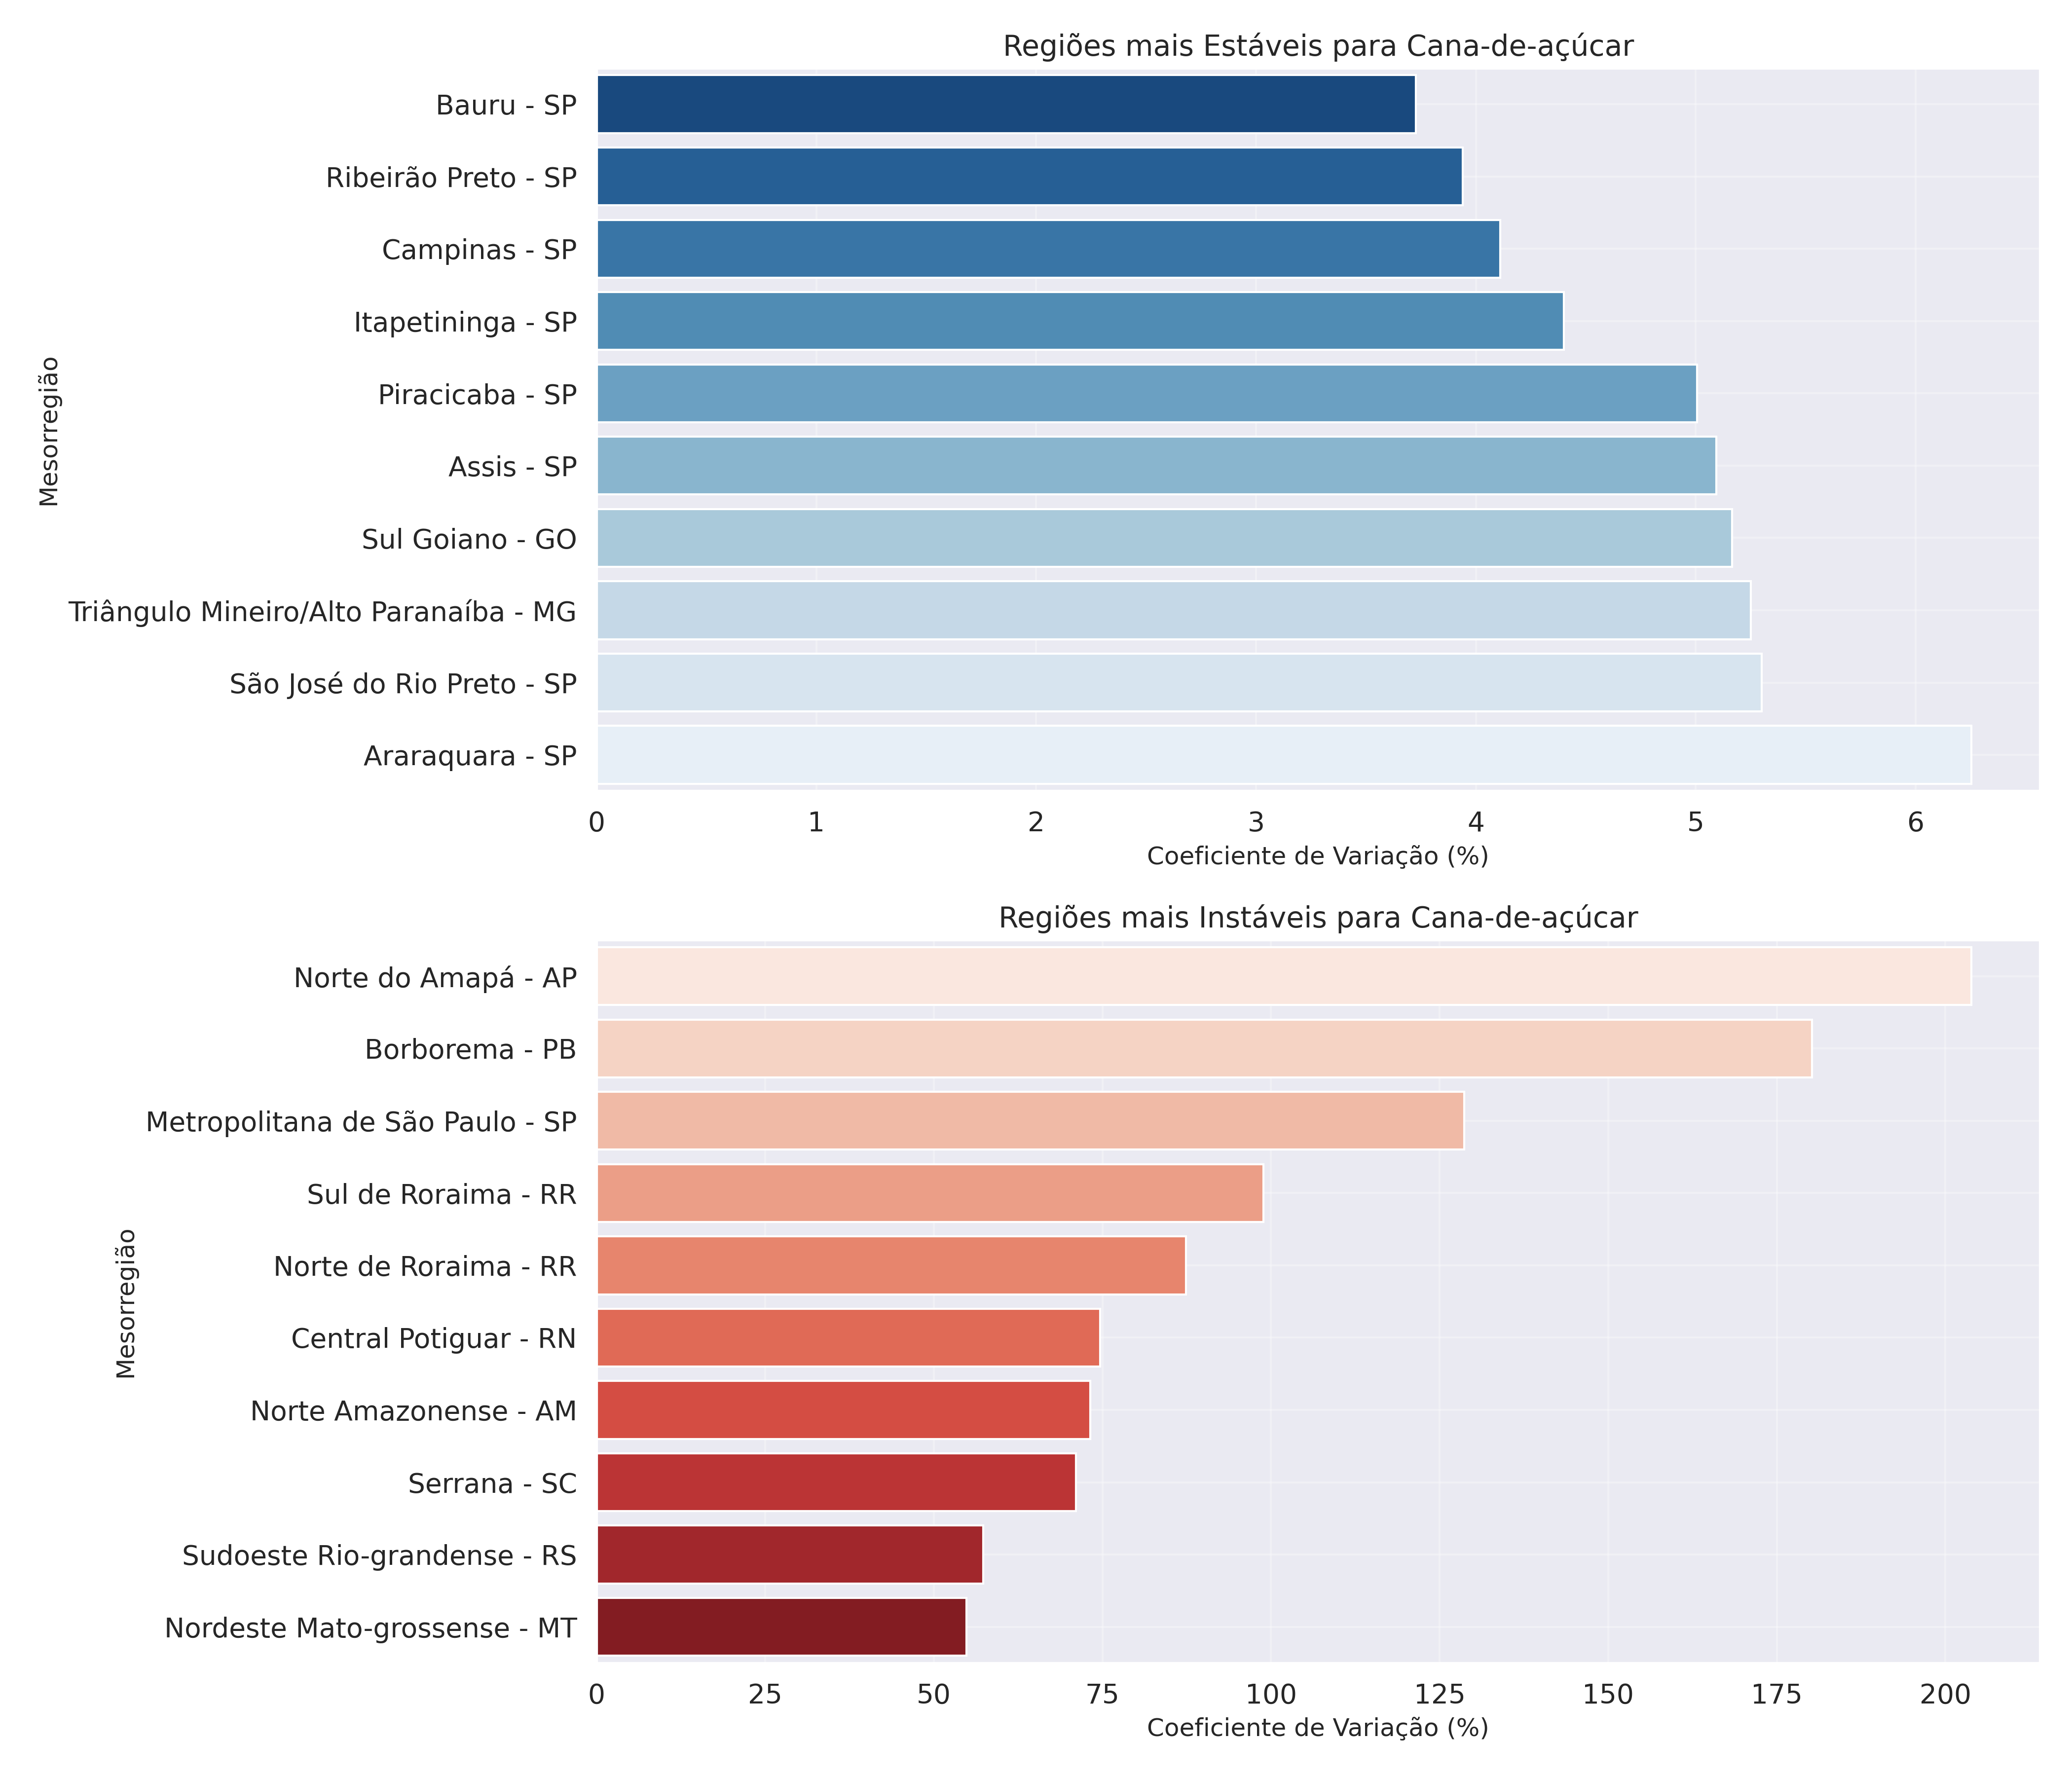 Regiões mais Estáveis para Cana-de-açúcar
Mesorregião
Bauru - SP
Ribeirão Preto - SP
Campinas - SP
Itapetininga - SP
Piracicaba - SP
Assis - SP
Sul Goiano - GO
Triângulo Mineiro/Alto Paranaíba - MG
São José do Rio Preto - SP
Araraquara - SP
0 1 2 3 4 5 6
Coeficiente de Variação (%)
Regiões mais Instáveis para Cana-de-açúcar
Mesorregião
Norte do Amapá - AP
Borborema - PB
Metropolitana de São Paulo - SP
Sul de Roraima - RR
Norte de Roraima - RR
Central Potiguar - RN
Norte Amazonense - AM
Serrana - SC
Sudoeste Rio-grandense - RS
Nordeste Mato-grossense - MT
0 25 50 75 100 125 150 175 200
Coeficiente de Variação (%)